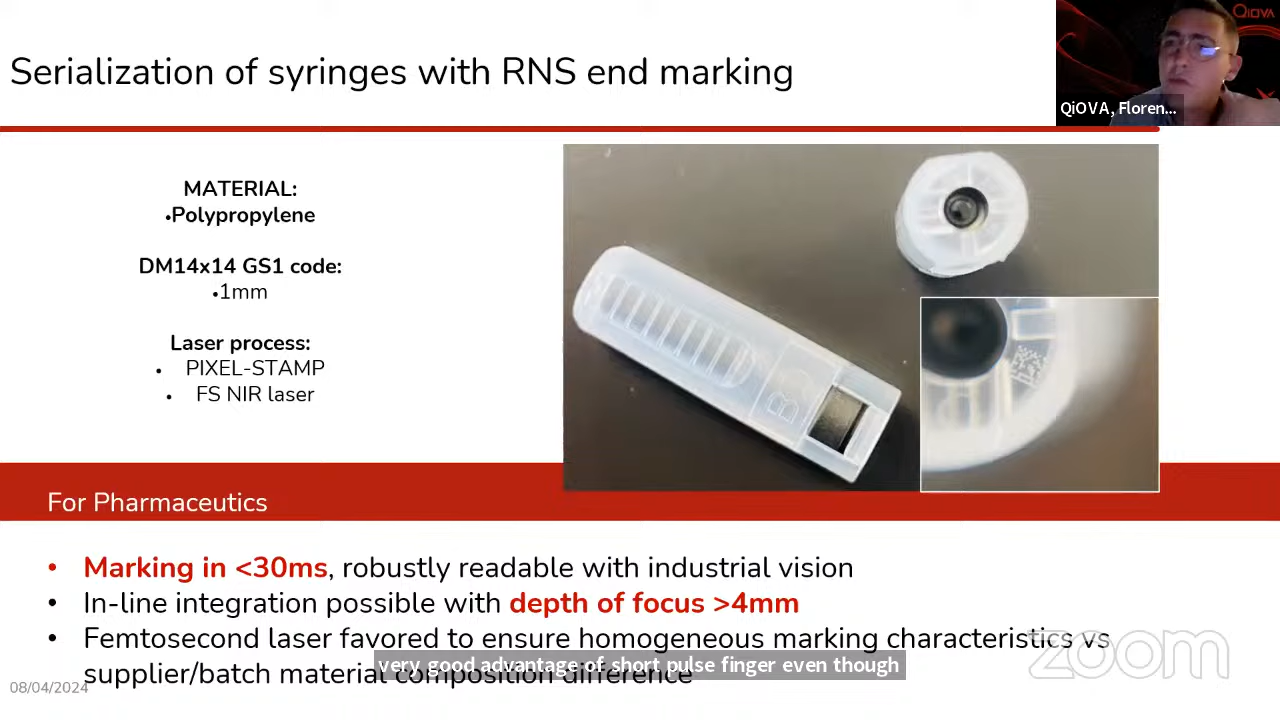 Serialization of syringes with RNS end marking
QiOVA
QiOVA, Floren...
MATERIAL:
•Polypropylene
DM14x14 GS1 code:
•1mm
Laser process:
• PIXEL-STAMP
• FS NIR laser
B
For Pharmaceutics
• Marking in <30ms, robustly readable with industrial vision
• In-line integration possible with depth of focus >4mm
• Femtosecond laser favored to ensure homogeneous marking characteristics vs
supplier/batch material composition difference
very good advantage of short pulse finger even though
zoom
08/04/2024